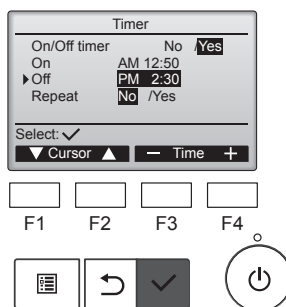 Timer
On/Off timer No /Yes
On AM 12:50
Off PM 2:30
Repeat No /Yes
Select:
Cursor − Time +
F1 F2 F3 F4